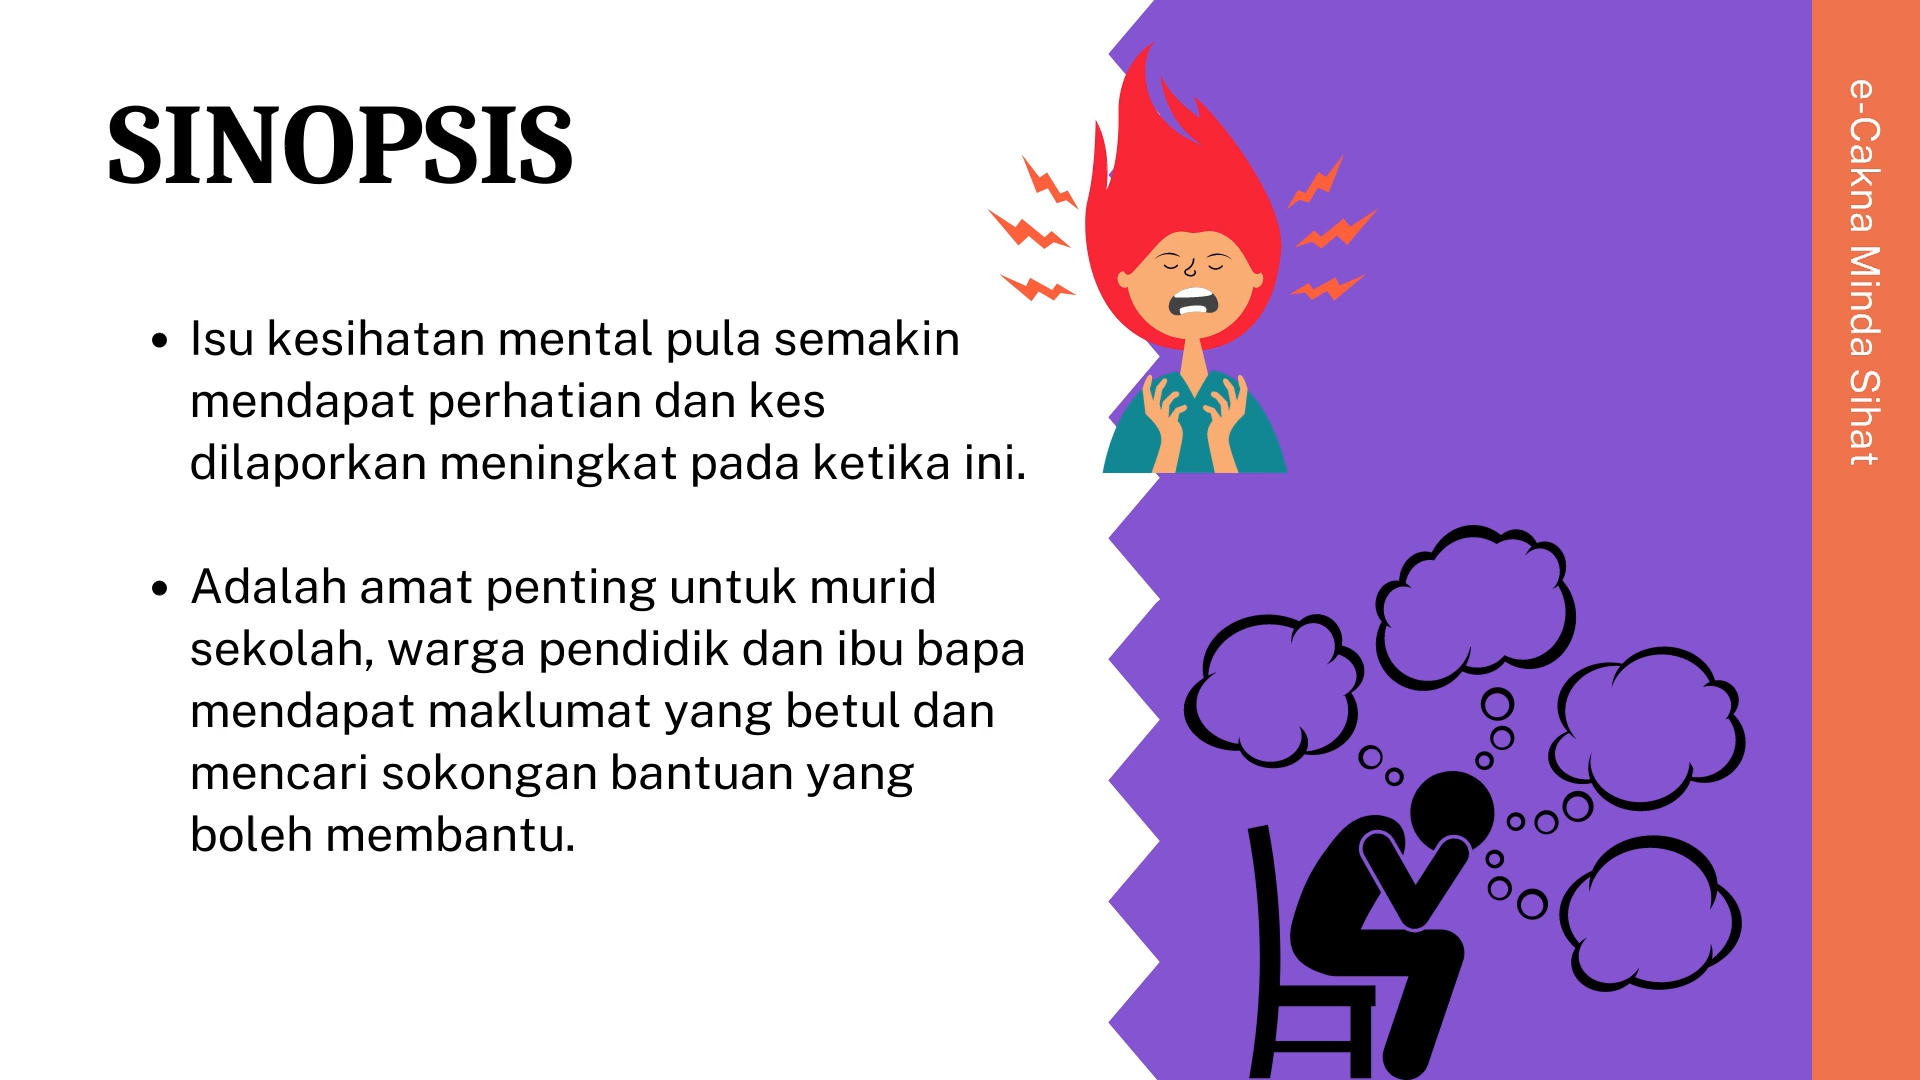 SINOPSIS
• Isu kesihatan mental pula semakin
mendapat perhatian dan kes
dilaporkan meningkat pada ketika ini.
• Adalah amat penting untuk murid
sekolah, warga pendidik dan ibu bapa
mendapat maklumat yang betul dan
mencari sokongan bantuan yang
boleh membantu.
e-Cakna Minda Sihat